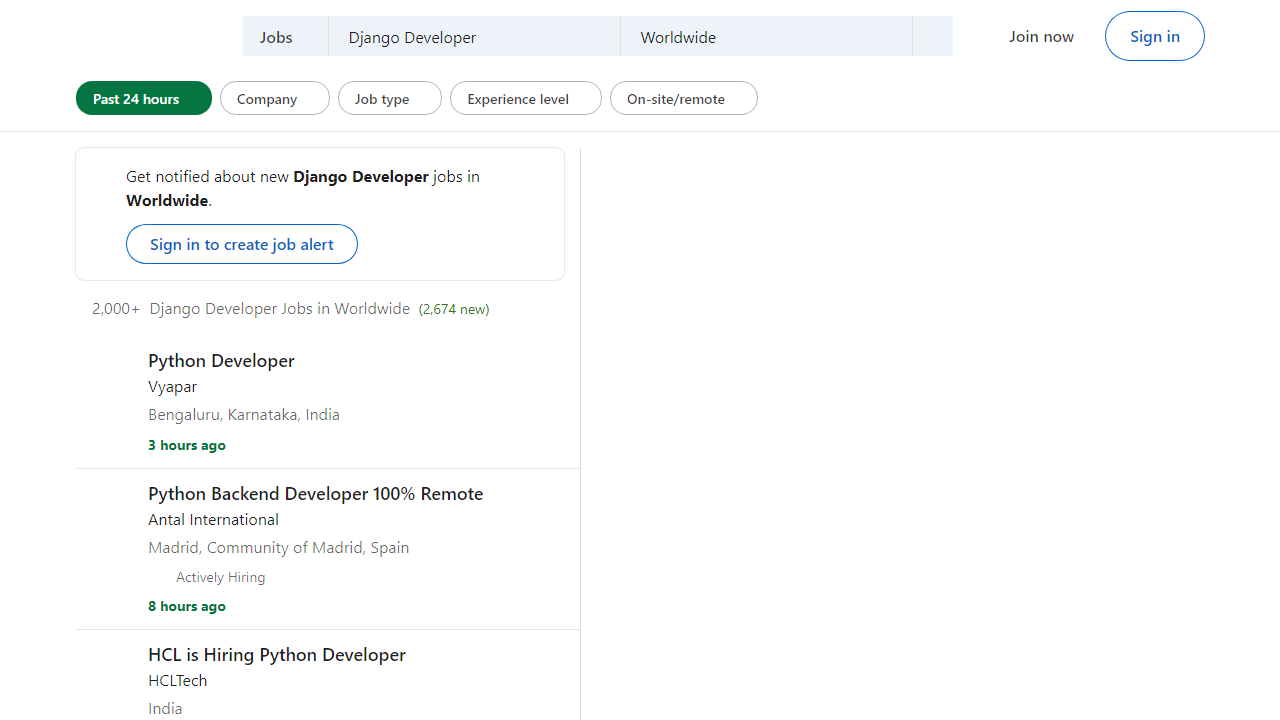 Jobs Django Developer Worldwide Join now Sign in
Past 24 hours Company Job type Experience level On-site/remote
Get notified about new Django Developer jobs in
Worldwide.
Sign in to create job alert
2,000+ Django Developer Jobs in Worldwide (2,674 new)
Python Developer
Vyapar
Bengaluru, Karnataka, India
3 hours ago
Python Backend Developer 100% Remote
Antal International
Madrid, Community of Madrid, Spain
Actively Hiring
8 hours ago
HCL is Hiring Python Developer
HCLTech
India